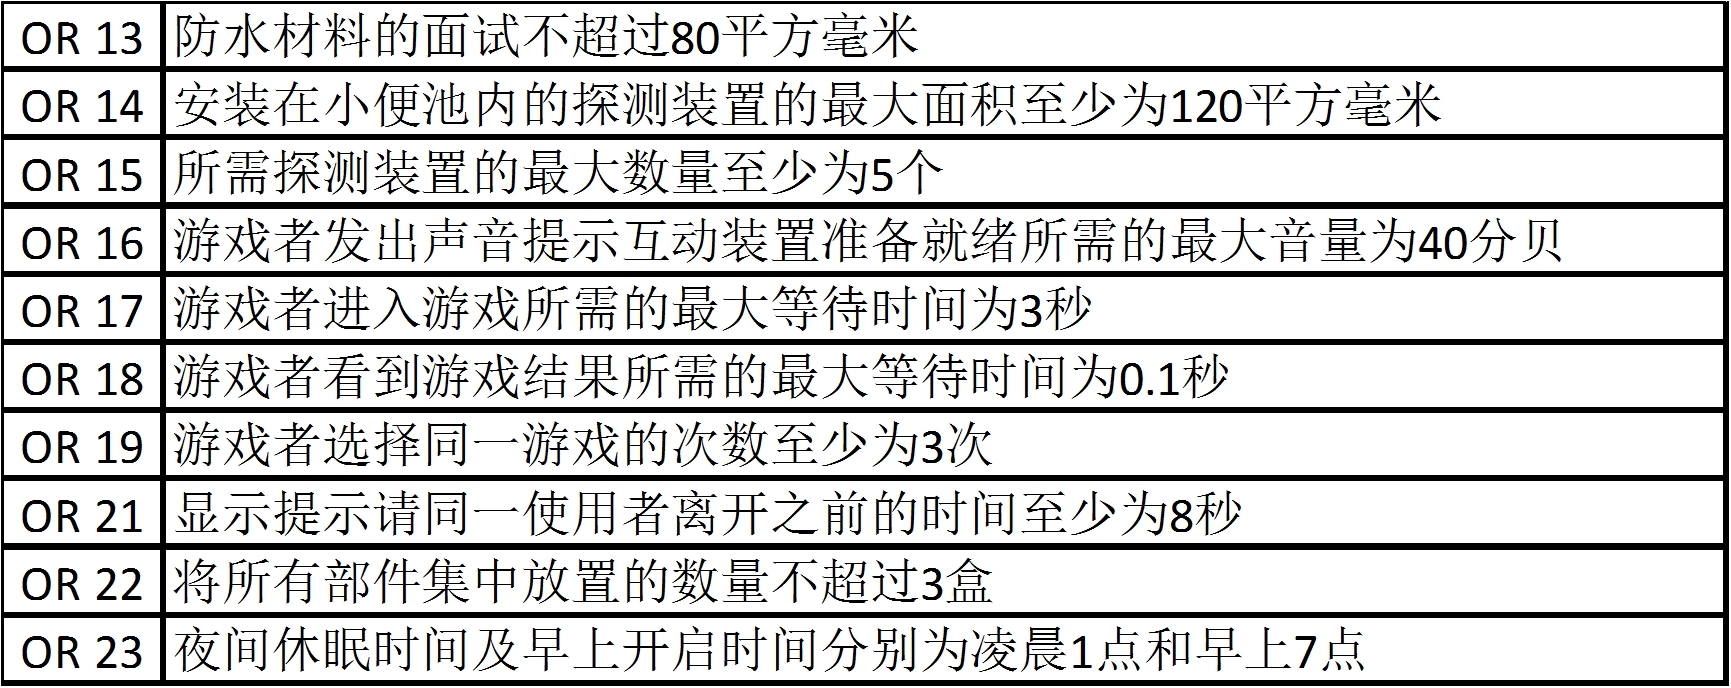 OR 13 防水材料的面试不超过80平方毫米
OR 14 安装在小便池内的探测装置的最大面积至少为120平方毫米
OR 15 所需探测装置的最大数量至少为5个
OR 16 游戏者发出声音提示互动装置准备就绪所需的最大音量为40分贝
OR 17 游戏者进入游戏所需的最大等待时间为3秒
OR 18 游戏者看到游戏结果所需的最大等待时间为0.1秒
OR 19 游戏者选择同一游戏的次数至少为3次
OR 21 显示提示请同一使用者离开之前的时间至少为8秒
OR 22 将所有部件集中放置的数量不超过3盒
OR 23 夜间休眠时间及早上开启时间分别为凌晨1点和早上7点